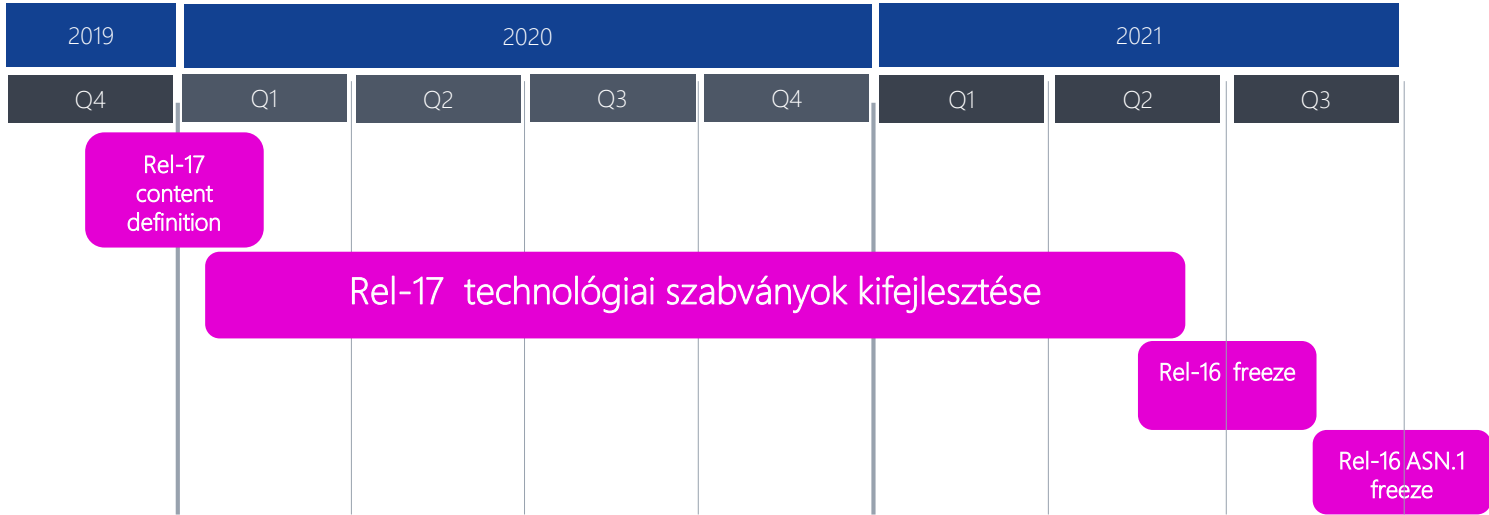 2019 2020 2021
Q4 Q1 Q2 Q3 Q4 Q1 Q2 Q3
Rel-17
content
definition
Rel-17 technológiai szabványok kifejlesztése
Rel-16 freeze
Rel-16 ASN.1
freeze